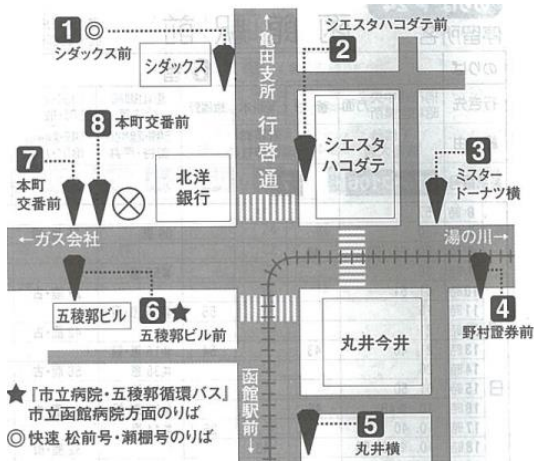 1 ◎
シダックス前
シダックス
↑亀田支所
行啓通
シエスタハコダテ前
2
シエスタ
ハコダテ
3
ミスター
ドーナツ横
8 本町交番前
7
本町
交番前
北洋
銀行
←ガス会社
湯の川→
五稜郭ビル
6 ★
五稜郭ビル前
4
野村證券前
丸井今井
函館駅前↓
5
丸井横
★『市立病院・五稜郭循環バス』
市立函館病院方面のりば
◎快速 松前号・瀬棚号のりば